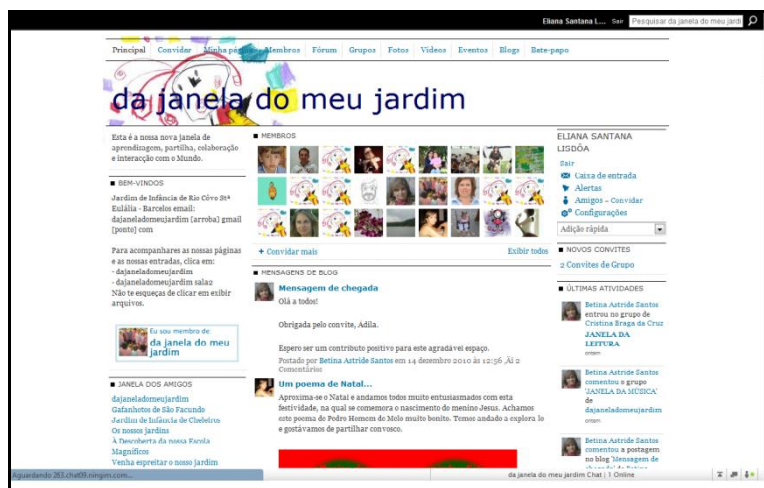 Eliana Santana L... Sair Pesquisar da janela do meu jardi
Principal Convidar Minha página Membros Fórum Grupos Fotos Vídeos Eventos Blogs Bate-papo
da janela do meu jardim
Esta é a nossa nova janela de
aprendizagem, partilha, colaboração
e interacção com o Mundo.
BEM-VINDOS
Jardim de Infância de Rio Côvo Stª
Eulália - Barcelos email:
dajaneladomeujardim [arroba] gmail
[ponto] com
Para acompanhares as nossas páginas
e as nossas entradas, clica em:
- dajaneladomeujardim
- dajaneladomeujardim sala2
Não te esqueças de clicar em exibir
arquivos.
Eu sou membro de:
da janela do meu
jardim
JANELA DOS AMIGOS
dajaneladomeujardim
Gafanhotos de São Facundo
Jardim de Infância de Cheleiros
Os nossos jardins
À Descoberta da nossa Escola
Magníficos
Venha espreitar o nosso jardim
MEMBROS
+ Convidar mais Exibir todos
MENSAGENS DE BLOG
Mensagem de chegada
Olá a todos!
Obrigada pelo convite, Adila.
Espero ser um contributo positivo para este agradável espaço.
Postado por Betina Astride Santos em 14 dezembro 2010 às 12:56 2
Comentários
Um poema de Natal...
Aproxima-se o Natal e andamos todos muito entusiasmados com esta
festividade, na qual se comemora o nascimento do menino Jesus. Achamos
este poema de Pedro Homem de Melo muito bonito. Temos andado a explora lo
e gostávamos de partilhar convosco.
ELIANA SANTANA
LISBÔA
Sair
Caixa de entrada
Alertas
Amigos - Convidar
Configurações
Adição rápida
NOVOS CONVITES
2 Convites de Grupo
ÚLTIMAS ATIVIDADES
Betina Astride Santos
entrou no grupo de
Cristina Braga da Cruz
JANELA DA
LEITURA
ontem
Betina Astride Santos
comentou o grupo
'JANELA DA MÚSICA'
de
dajaneladomeujardim
ontem
Betina Astride Santos
comentou a postagem
no blog 'Mensagem de
Aguardando 283.chat09.ningim.com...
da janela do meu jardim Chat | 1 Online